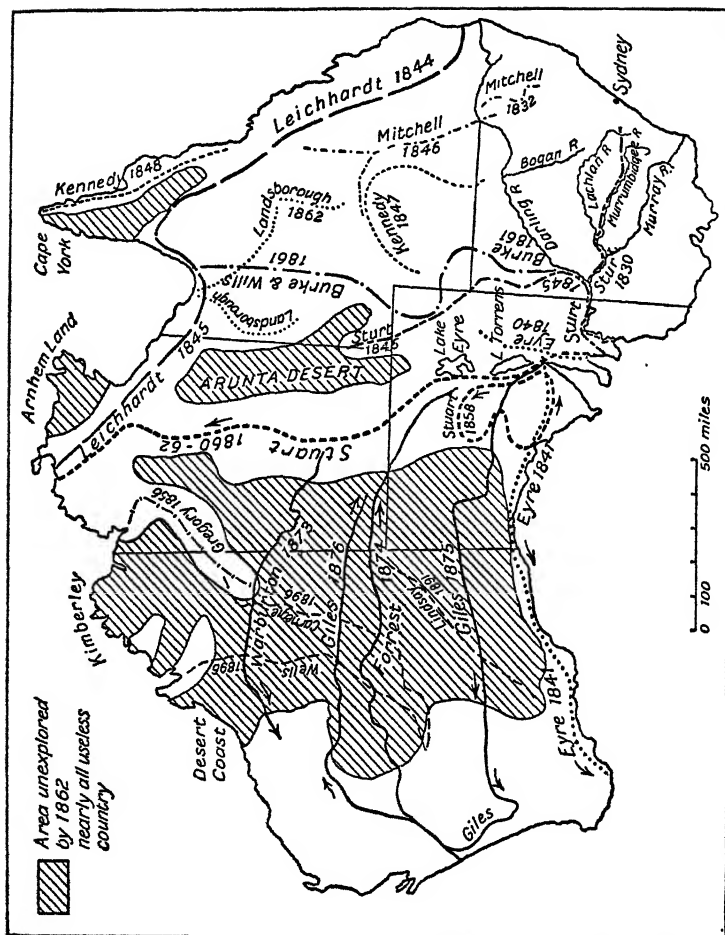 Area unexplored
by 1862
nearly all useless
country
Kimberley
Desert
Coast
Arnhem Land
Cape
York
Kennedy 1848
Leichhardt 1844
Leichhardt 1845
Gregory 1856
Stuart 1860-62
Landsborough
Landsborough
1862
Burke & Wills 1861
Mitchell
1846
Mitchell
1832
Kennedy
1847
ARUNTA DESERT
Sturt
1845
Warburton 1873
Carnegie
1896
Wells 1896
Giles 1876
Forrest 1874
Lindsay
1891
Giles 1875
Giles
Stuart
1858
Lake
Eyre
L. Torrens
Eyre
1840
Burke
1861
1845
Sturt
Sturt
1830
Darling R
Bogan R
Lachlan R
Murrumbidgee R
Murray R.
Sydney
Eyre 1841
Eyre 1841
0 100 500 miles